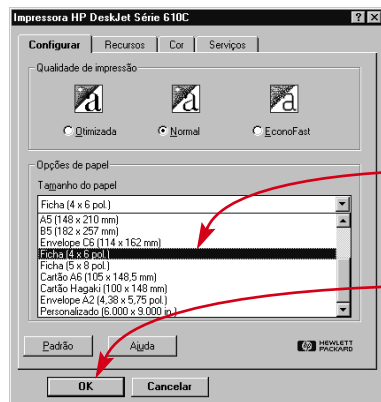 Impressora HP DeskJet Série 610C
Configurar Recursos Cor Serviços
Qualidade de impressão
Otimizada Normal EconoFast
Opções de papel
Tamanho do papel
Ficha (4 x 6 pol.)
A5 (148 x 210 mm)
B5 (182 x 257 mm)
Envelope C6 (114 x 162 mm)
Ficha (4 x 6 pol.)
Ficha (5 x 8 pol.)
Cartão A6 (105 x 148,5 mm)
Cartão Hagaki (100 x 148 mm)
Envelope A2 (4,38 x 5,75 pol.)
Personalizado (6.000 x 9.000 in.)
Padrão Ajuda hp HEWLETT
PACKARD
OK Cancelar